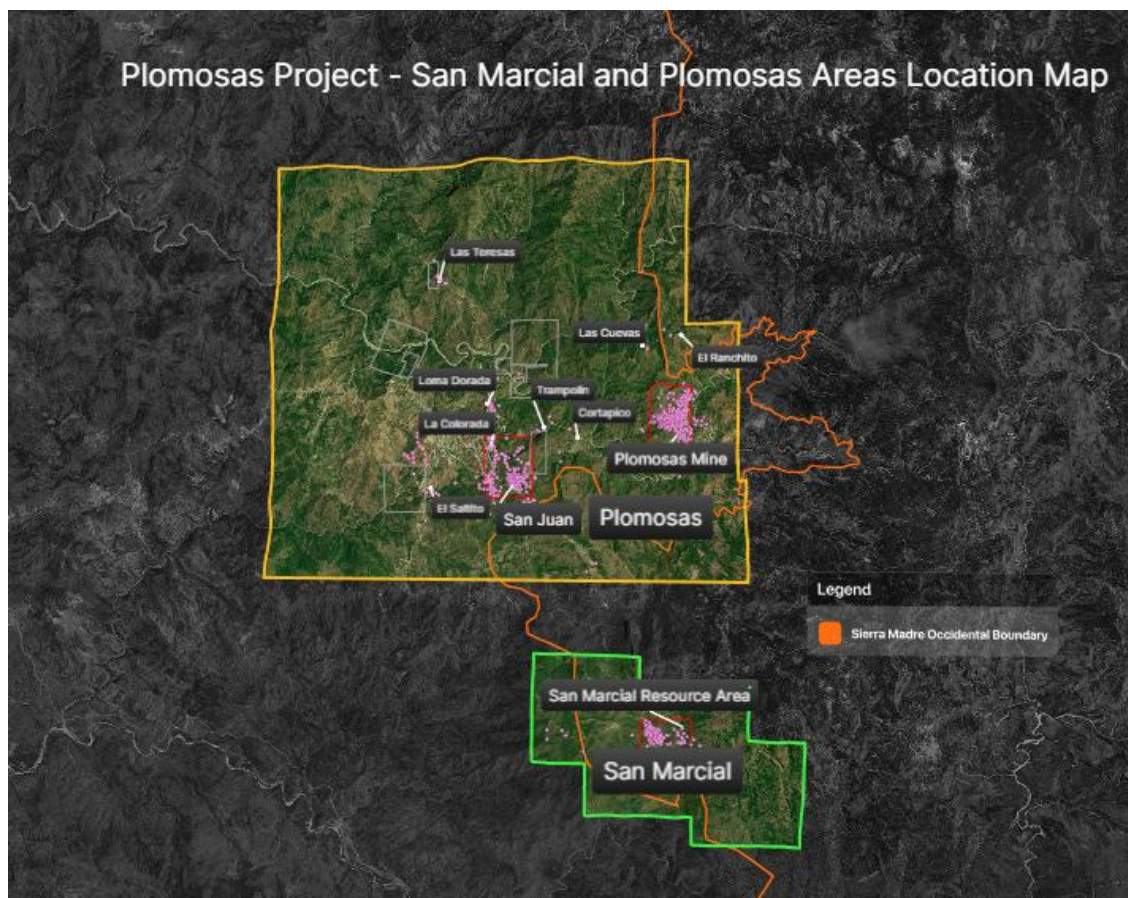 Plomosas Project - San Marcial and Plomosas Areas Location Map
Las Teresas
Las Cuevas
El Ranchito
Loma Dorada
Trampolin
Cortapico
La Colorada
Plomosas Mine
El Saltito
San Juan
Plomosas
Legend
Sierra Madre Occidental Boundary
San Marcial Resource Area
San Marcial